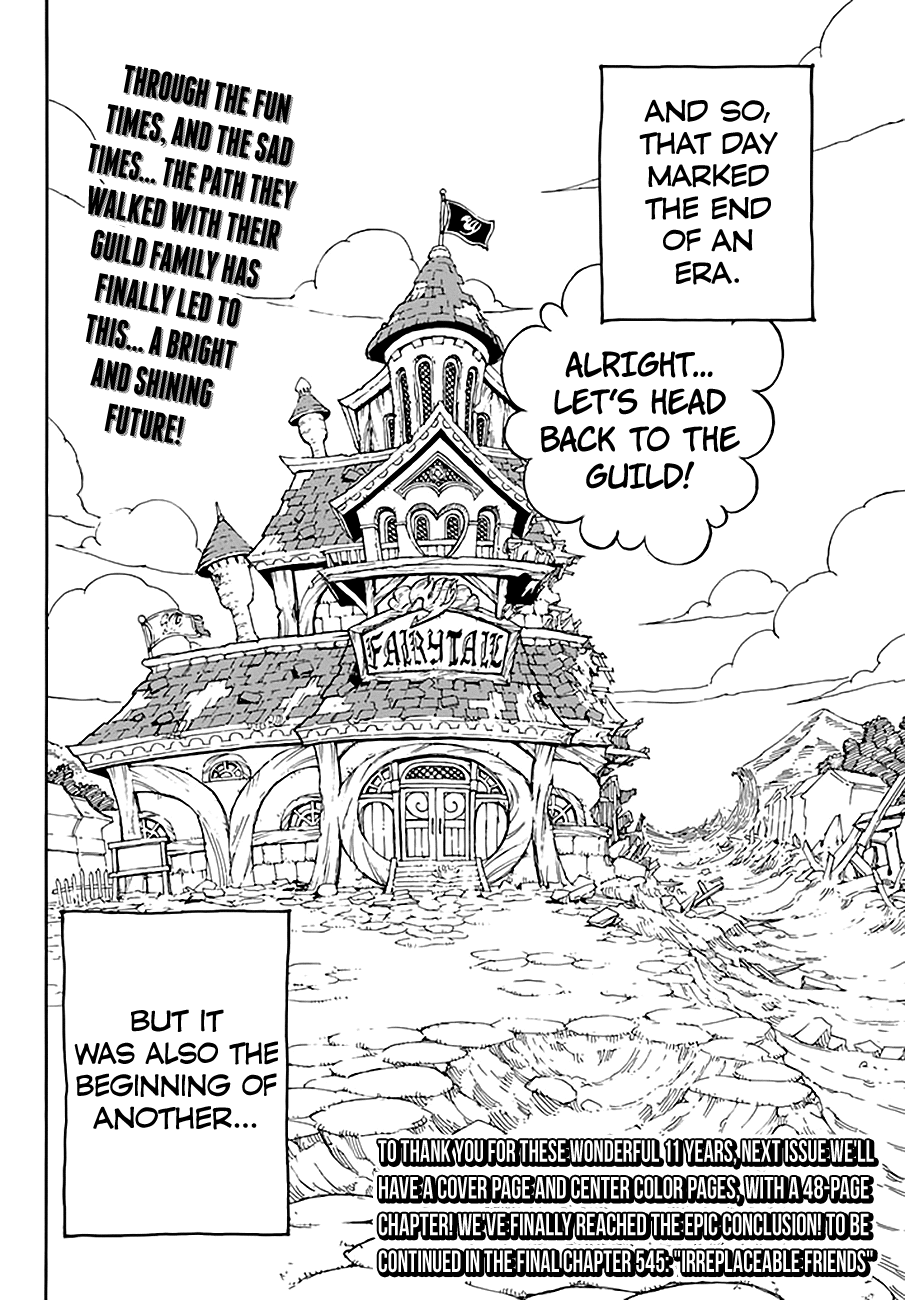 THROUGH THE FUN
TIMES, AND THE SAD
TIMES... THE PATH THEY
WALKED WITH THEIR
GUILD FAMILY HAS
FINALLY LED TO
THIS... A BRIGHT
AND SHINING
FUTURE!
AND SO,
THAT DAY
MARKED
THE END
OF AN
ERA.
ALRIGHT...
LET'S HEAD
BACK TO THE
GUILD!
FAIRYTAIL
BUT IT
WAS ALSO THE
BEGINNING OF
ANOTHER...
TO THANK YOU FOR THESE WONDERFUL 11 YEARS, NEXT ISSUE WE'LL
HAVE A COVER PAGE AND CENTER COLOR PAGES, WITH A 48-PAGE
CHAPTER! WE'VE FINALLY REACHED THE EPIC CONCLUSION! TO BE
CONTINUED IN THE FINAL CHAPTER 545: "IRREPLACEABLE FRIENDS"